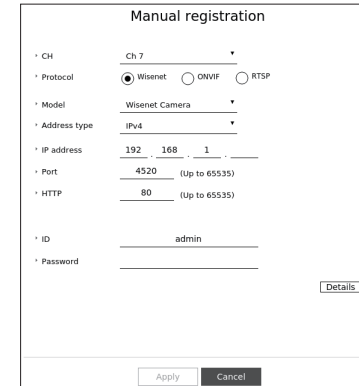 Manual registration
CH Ch 7
Protocol Wisenet ONVIF RTSP
Model Wisenet Camera
Address type IPv4
IP address 192 . 168 . 1 .
Port 4520 (Up to 65535)
HTTP 80 (Up to 65535)
ID admin
Password
Details
Apply Cancel